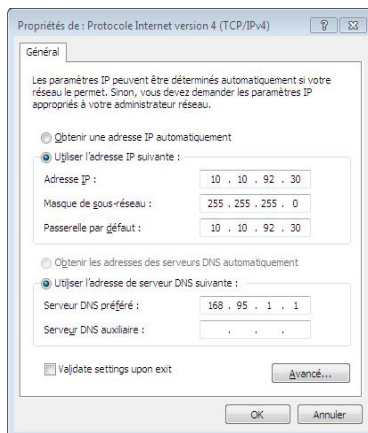 Propriétés de : Protocole Internet version 4 (TCP/IPv4)
Général
Les paramètres IP peuvent être déterminés automatiquement si votre
réseau le permet. Sinon, vous devez demander les paramètres IP
appropriés à votre administrateur réseau.
Obtenir une adresse IP automatiquement
Utiliser l'adresse IP suivante :
Adresse IP : 10 . 10 . 92 . 30
Masque de sous-réseau : 255 . 255 . 255 . 0
Passerelle par défaut : 10 . 10 . 92 . 30
Obtenir les adresses des serveurs DNS automatiquement
Utiliser l'adresse de serveur DNS suivante :
Serveur DNS préféré : 168 . 95 . 1 . 1
Serveur DNS auxiliaire : . . .
Validate settings upon exit
Avancé...
OK Annuler